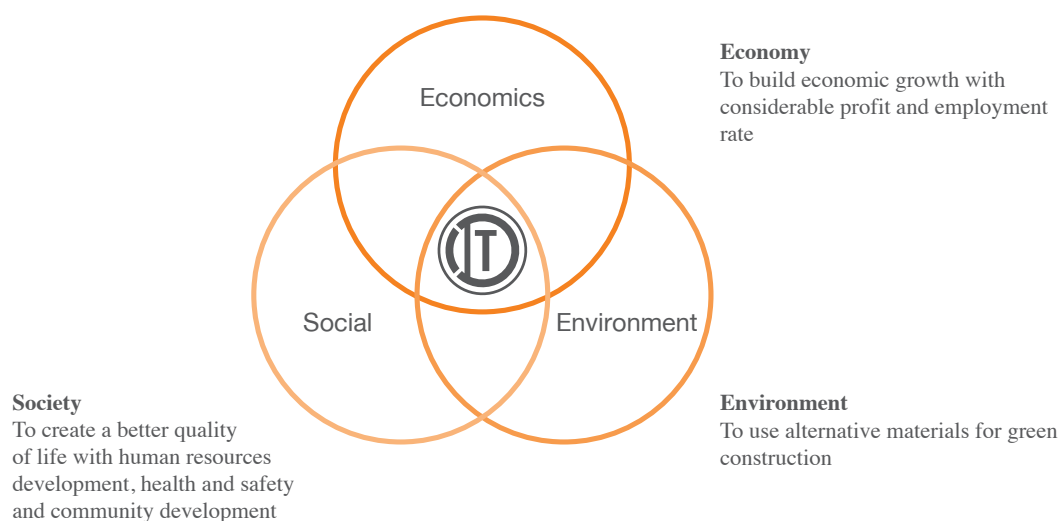 Economics
Economy
To build economic growth with
considerable profit and employment
rate
Social
Environment
Society
To create a better quality
of life with human resources
development, health and safety
and community development
Environment
To use alternative materials for green
construction